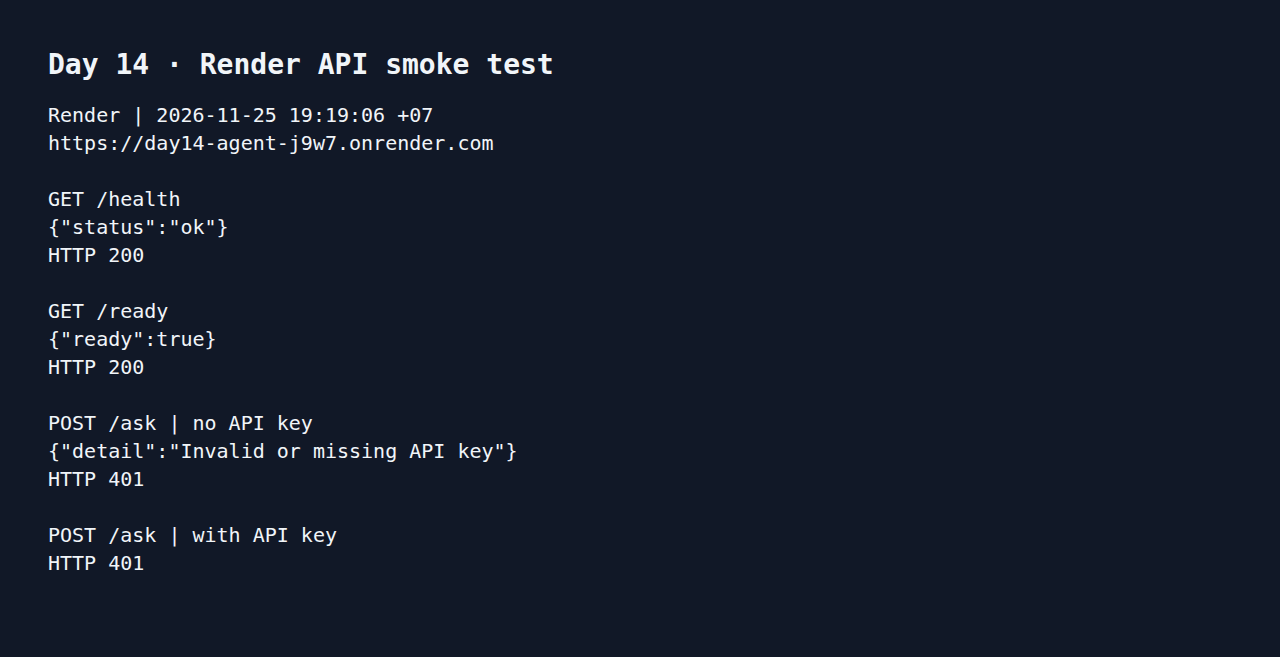 Day 14 · Render API smoke test
Render | 2026-11-25 19:19:06 +07
https://day14-agent-j9w7.onrender.com
GET /health
{"status":"ok"}
HTTP 200
GET /ready
{"ready":true}
HTTP 200
POST /ask | no API key
{"detail":"Invalid or missing API key"}
HTTP 401
POST /ask | with API key
HTTP 401